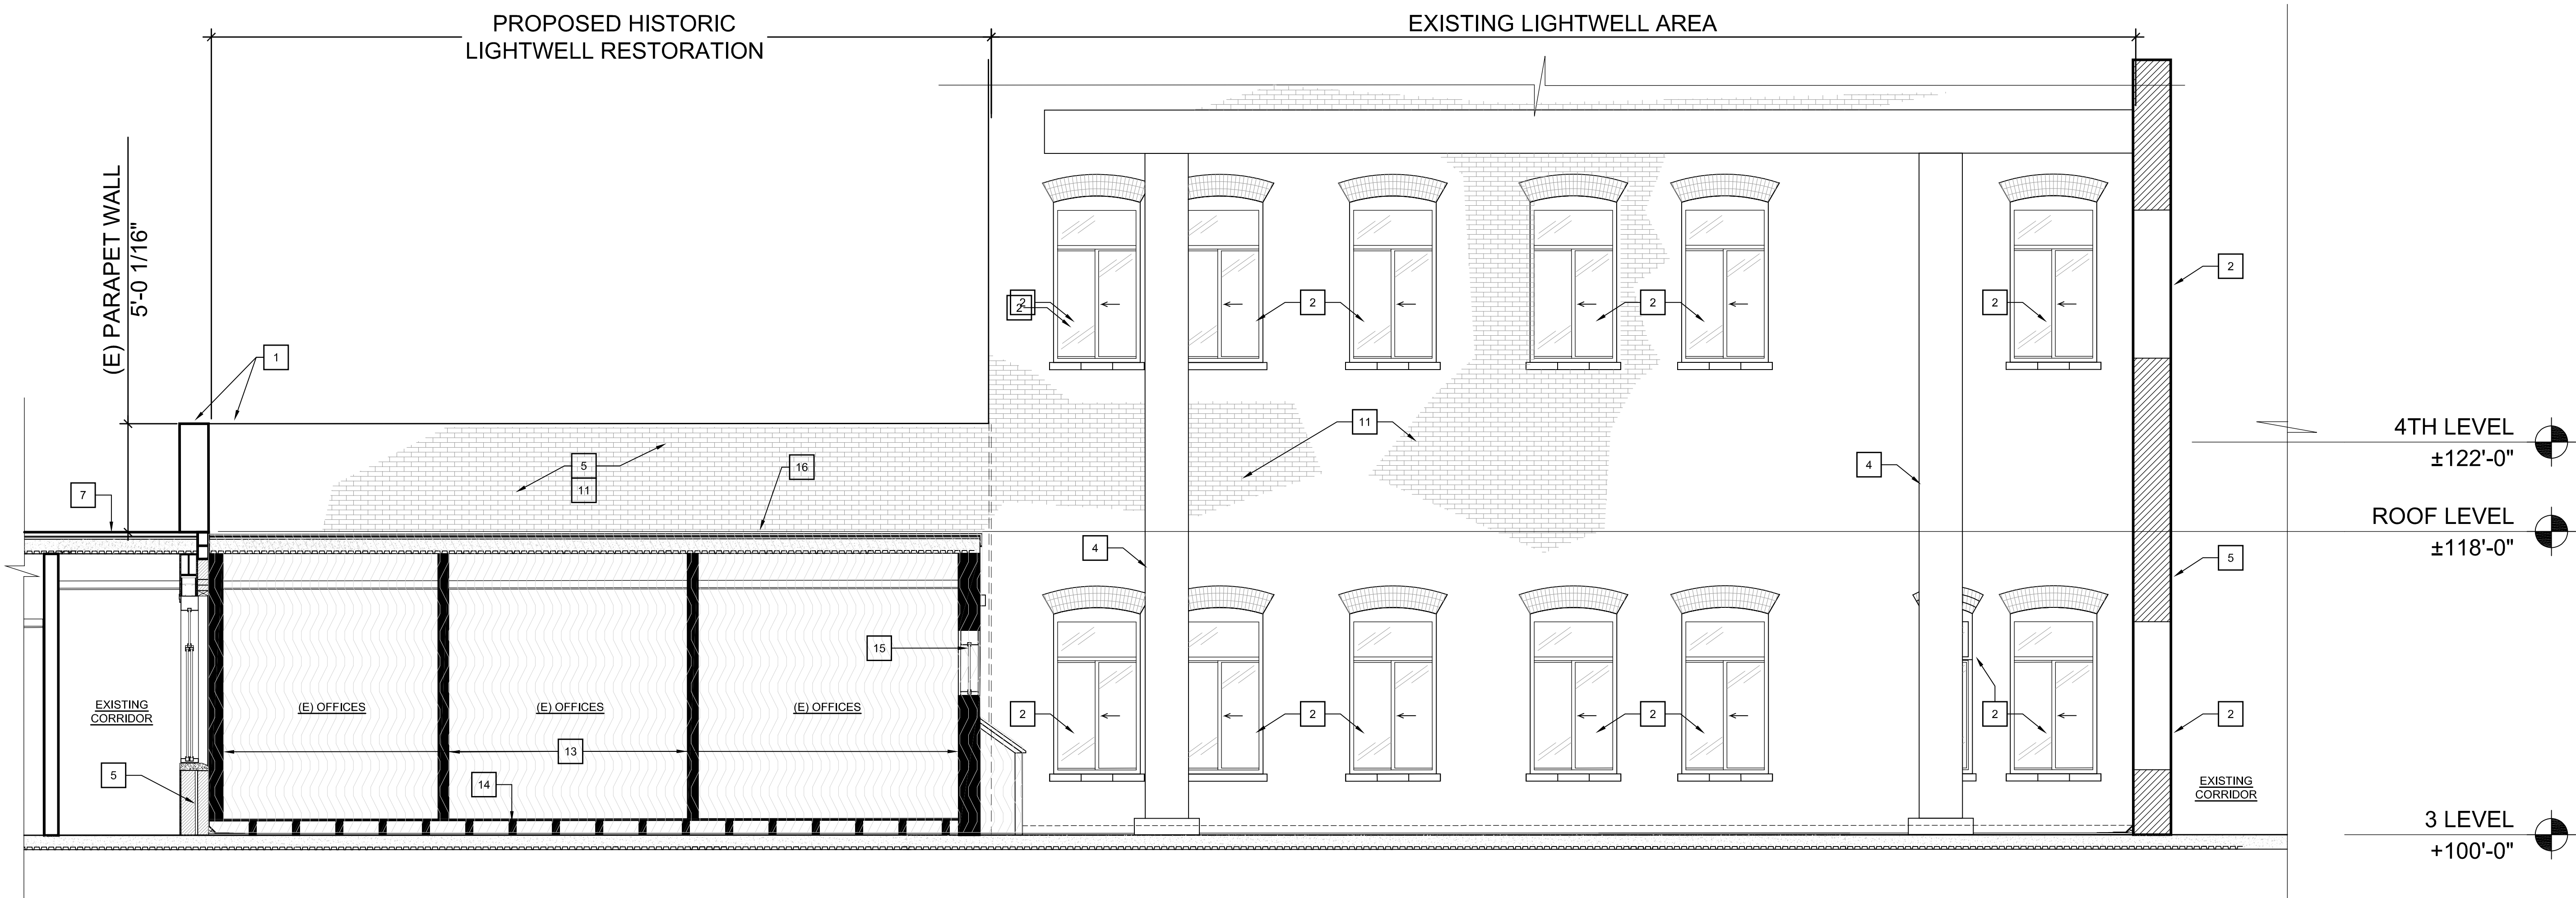 PROPOSED HISTORIC
LIGHTWELL RESTORATION
EXISTING LIGHTWELL AREA
(E) PARAPET WALL
5'-0 1/16"
1
7
5
11
16
2
2
2
2
2
2
11
4
4
5
4TH LEVEL
±122'-0"
ROOF LEVEL
±118'-0"
15
EXISTING
CORRIDOR
(E) OFFICES
(E) OFFICES
(E) OFFICES
2
2
2
2
2
13
5
14
EXISTING
CORRIDOR
3 LEVEL
+100'-0"